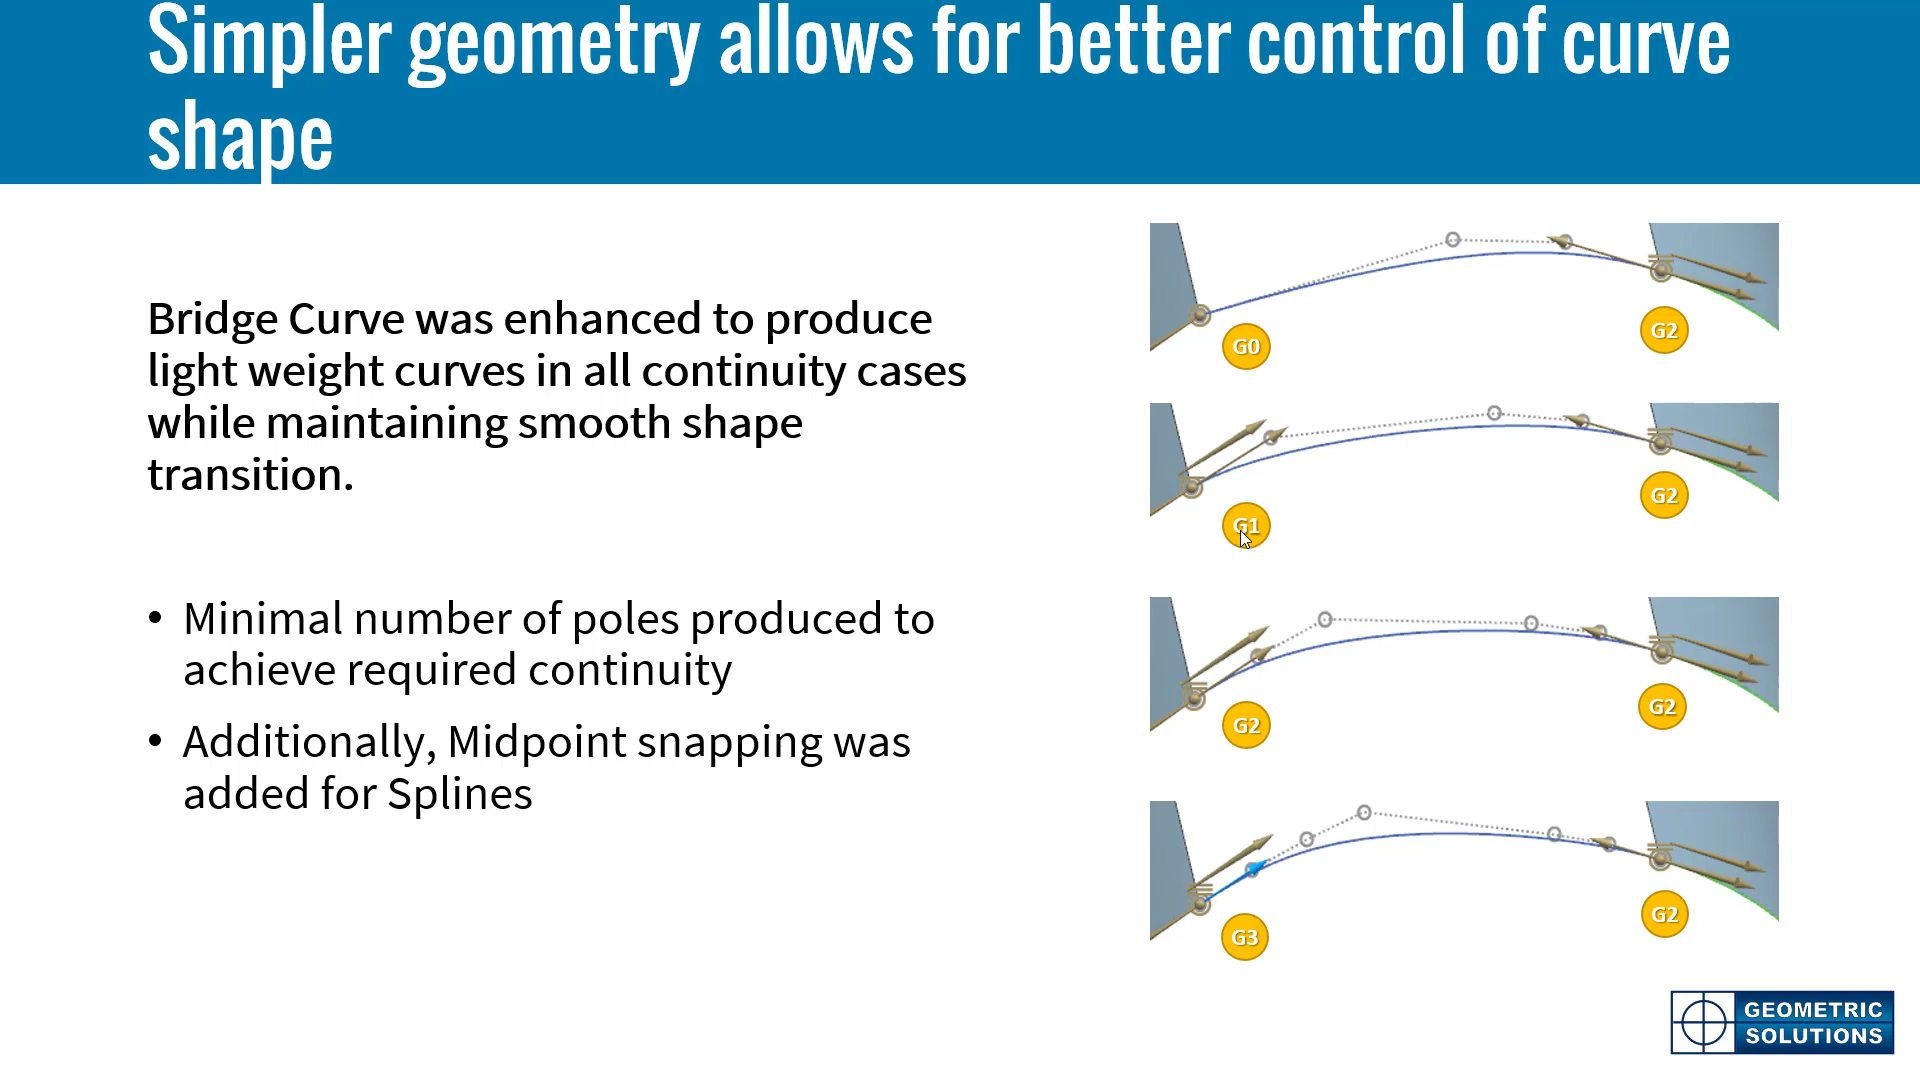 Simpler geometry allows for better control of curve
shape
Bridge Curve was enhanced to produce
light weight curves in all continuity cases
while maintaining smooth shape
transition.
• Minimal number of poles produced to
achieve required continuity
• Additionally, Midpoint snapping was
added for Splines
G0
G2
G1
G2
G2
G2
G3
G2
GEOMETRIC
SOLUTIONS